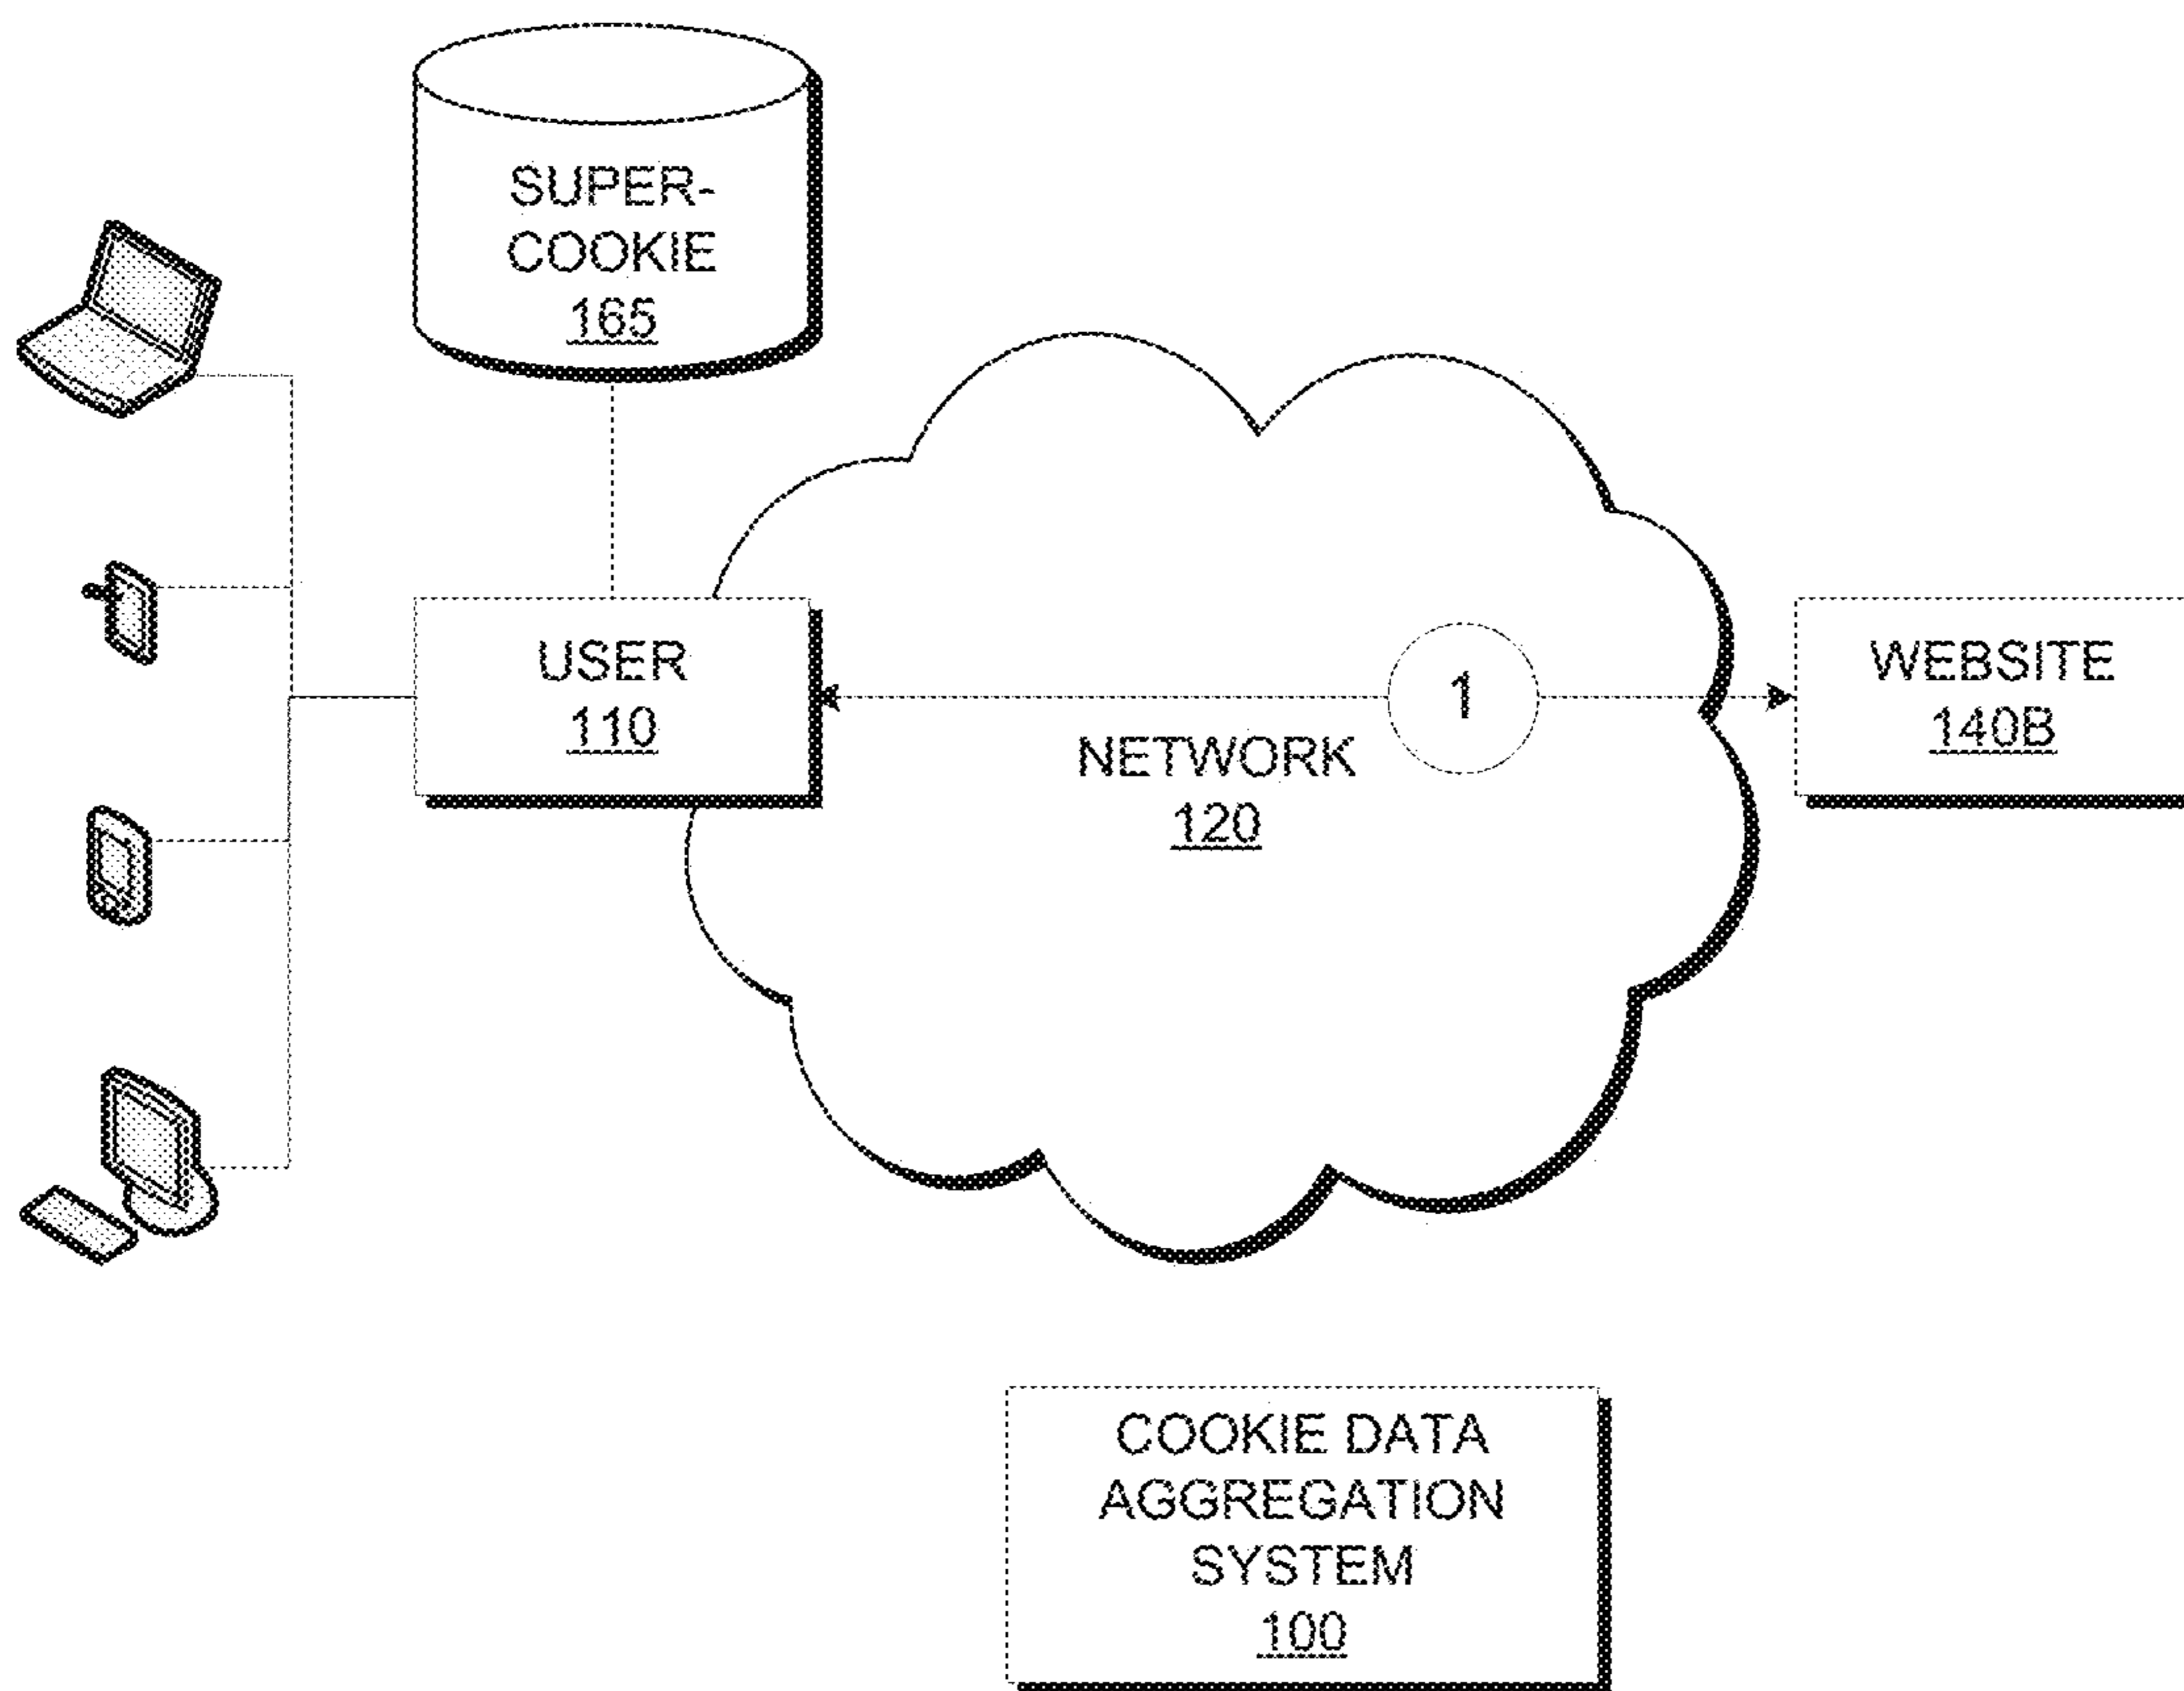 SUPER-
COOKIE
165
USER
110
1
NETWORK
120
WEBSITE
140B
COOKIE DATA
AGGREGATION
SYSTEM
100